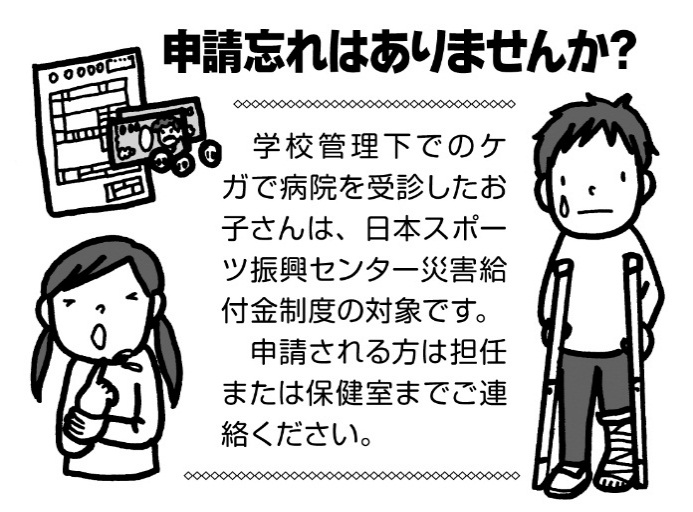 申請忘れはありませんか?
学校管理下でのケ
ガで病院を受診したお
子さんは、日本スポー
ツ振興センター災害給
付金制度の対象です。
申請される方は担任
または保健室までご連
絡ください。